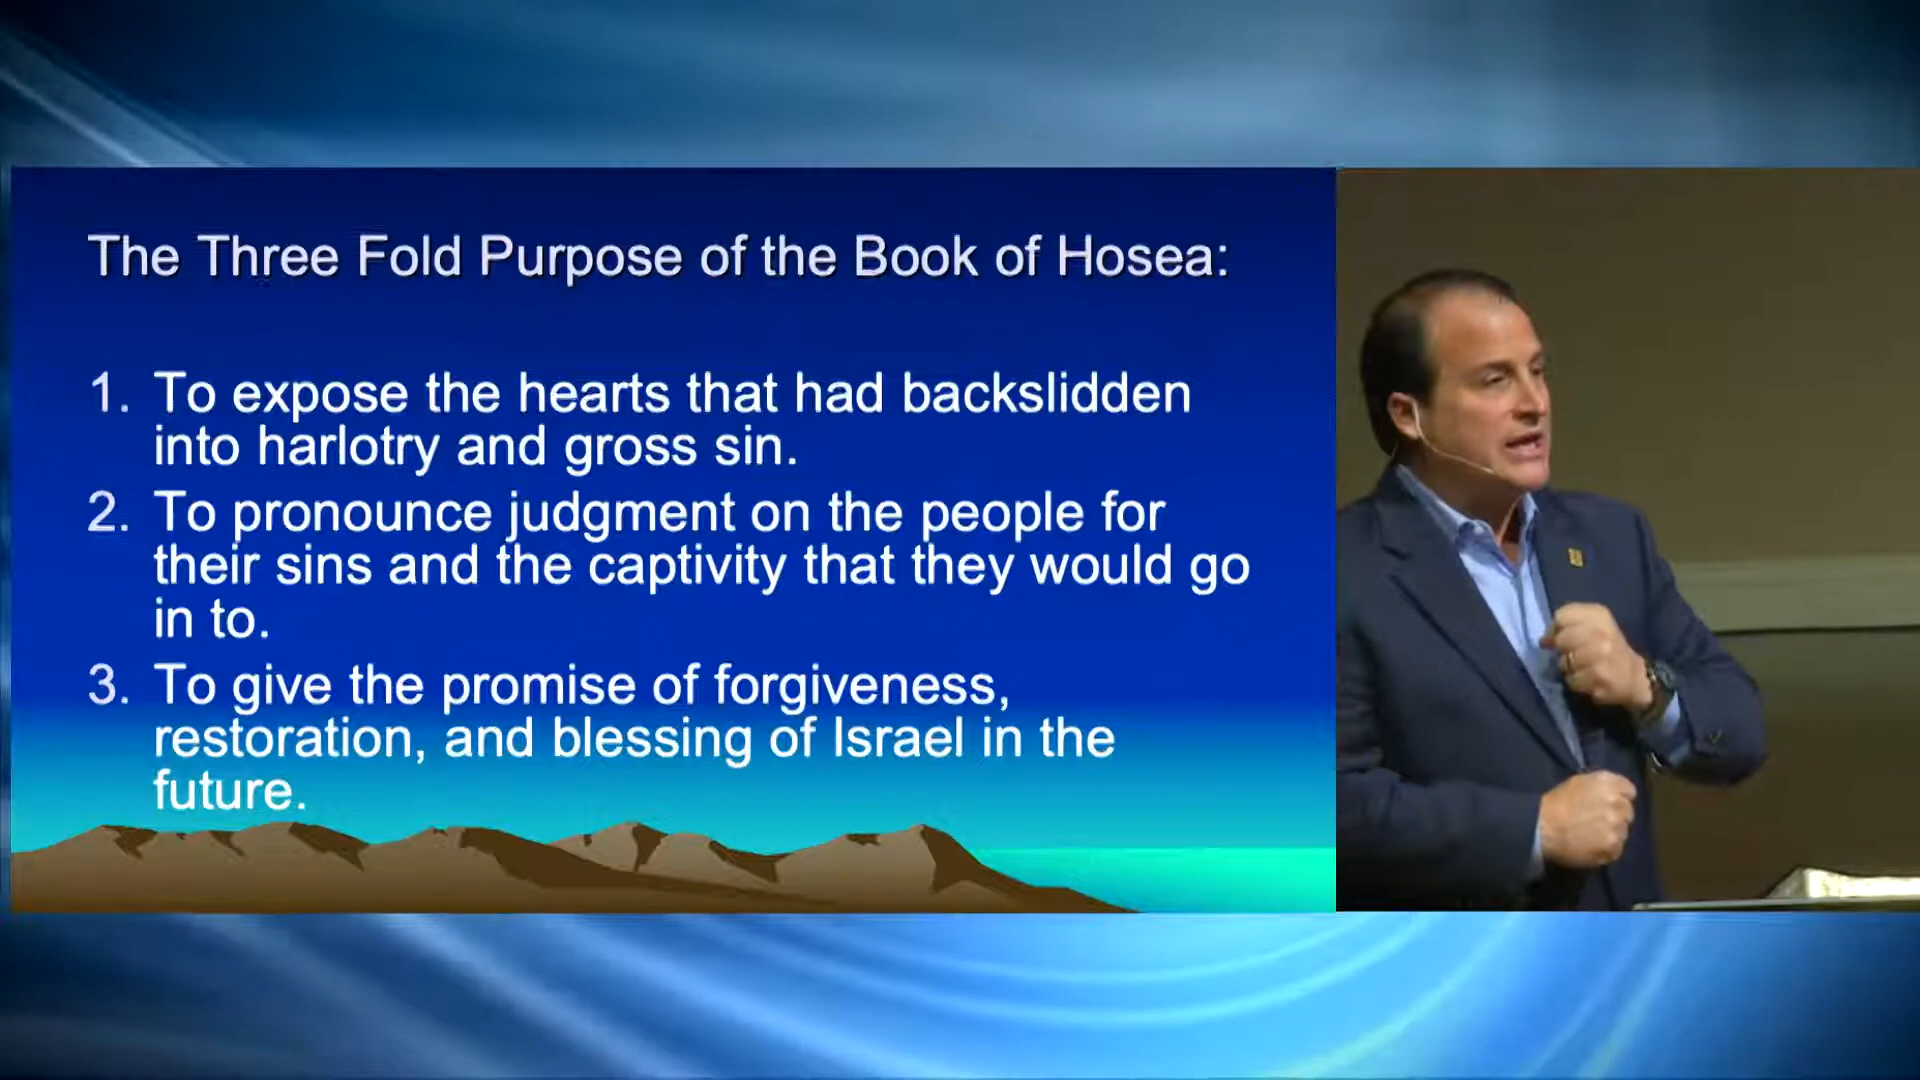 The Three Fold Purpose of the Book of Hosea:
1. To expose the hearts that had backslidden
into harlotry and gross sin.
2. To pronounce judgment on the people for
their sins and the captivity that they would go
in to.
3. To give the promise of forgiveness,
restoration, and blessing of Israel in the
future.